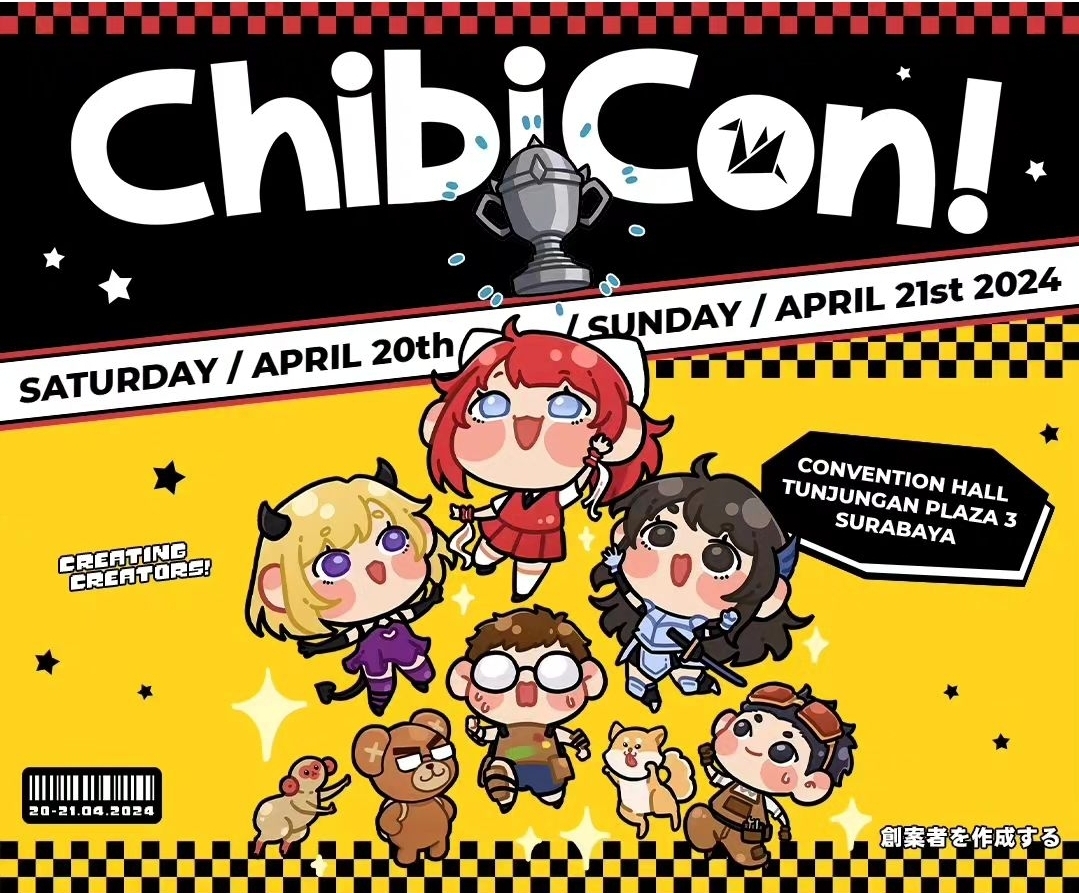 ChibiCon!
SATURDAY / APRIL 20th / SUNDAY / APRIL 21st 2024
CONVENTION HALL
TUNJUNGAN PLAZA 3
SURABAYA
CREATING
CREATORS!
20-21.04.2024
創案者を作成する